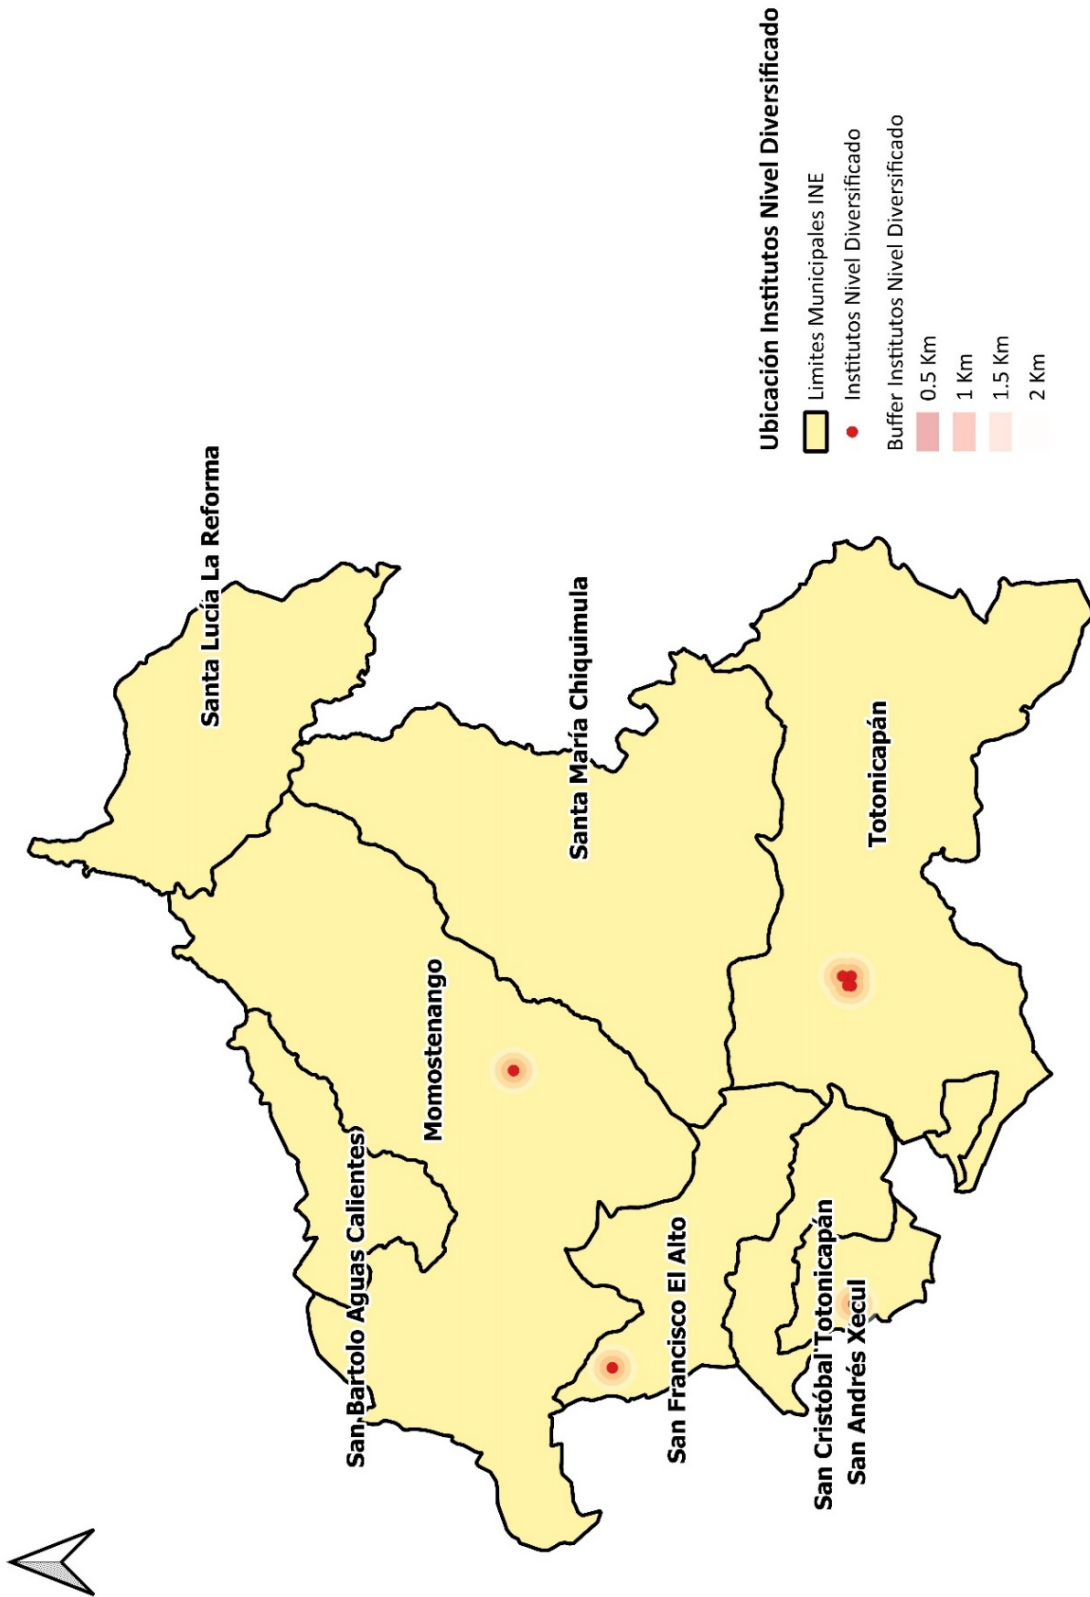 Santa Lucía La Reforma
San Bartolo Aguas Calientes
Momostenango
Santa María Chiquimula
San Francisco El Alto
San Cristóbal Totonicapán
San Andrés Xecul
Totonicapán
Ubicación Institutos Nivel Diversificado
Limites Municipales INE
Institutos Nivel Diversificado
Buffer Institutos Nivel Diversificado
0.5 Km
1 Km
1.5 Km
2 Km